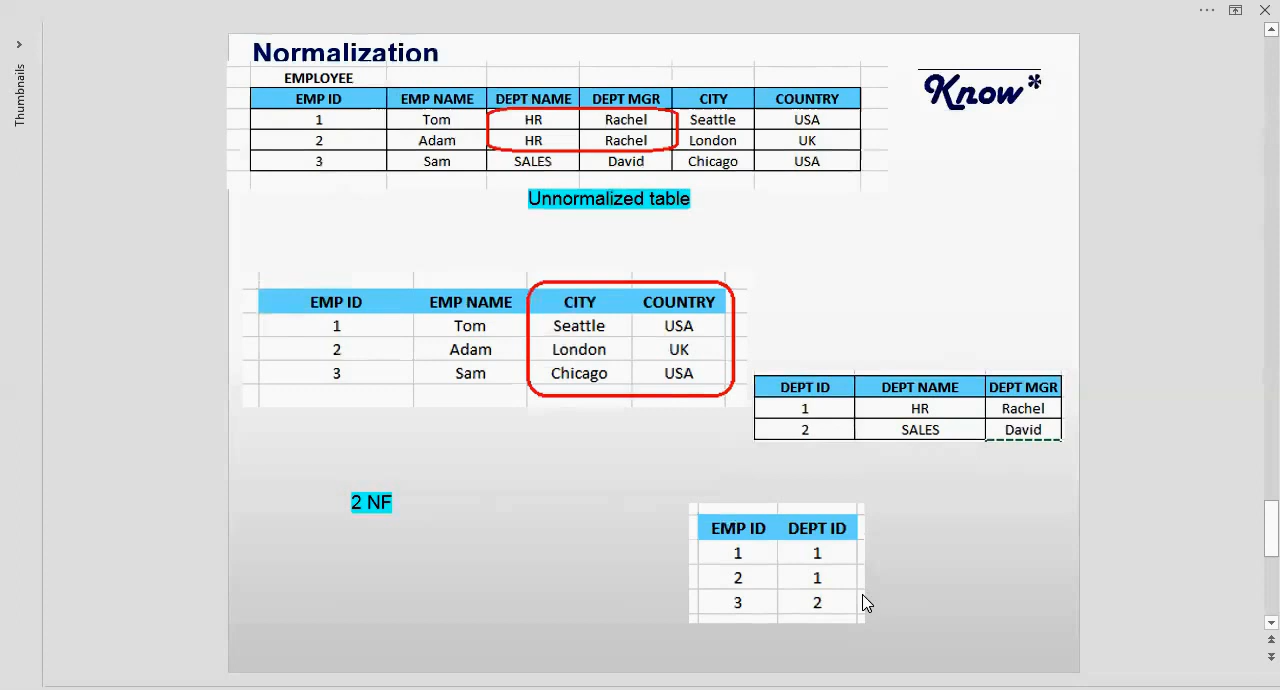 Thumbnails
Normalization
Know*
EMPLOYEE
EMP ID EMP NAME DEPT NAME DEPT MGR CITY COUNTRY
1 Tom HR Rachel Seattle USA
2 Adam HR Rachel London UK
3 Sam SALES David Chicago USA
Unnormalized table
EMP ID EMP NAME CITY COUNTRY
1 Tom Seattle USA
2 Adam London UK
3 Sam Chicago USA
DEPT ID DEPT NAME DEPT MGR
1 HR Rachel
2 SALES David
2 NF
EMP ID DEPT ID
1 1
2 1
3 2